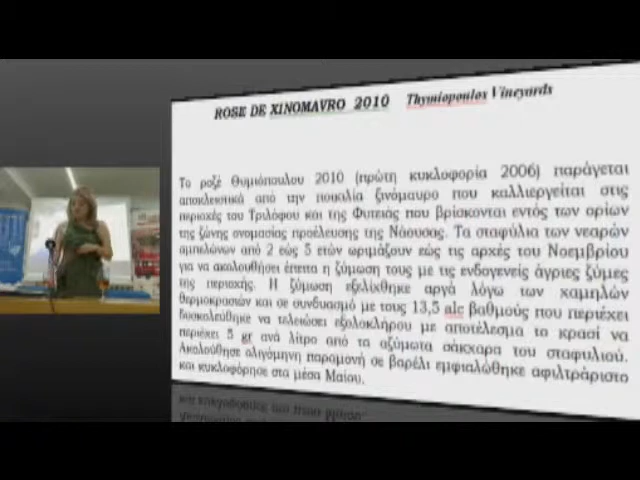 ROSE DE XINOMAVRO 2010 Thymiopoulos Vineyards
Το ροζέ Θυμιόπουλου 2010 (πρώτη κυκλοφορία 2006) παράγεται
αποκλειστικά από την ποικιλία ξινόμαυρο που καλλιεργείται στις
περιοχές του Τριλόφου και της Φυτειάς που βρίσκονται εντός των ορίων
της ζώνης ονομασίας προέλευσης της Νάουσας. Τα σταφύλια των νεαρών
αμπελώνων από 2 εώς 5 ετών ωριμάζουν εώς τις αρχές του Νοεμβρίου
για να ακολουθήσει έπειτα η ζύμωση τους με τις ενδογενείς άγριες ζύμες
της περιοχής. Η ζύμωση εξελίχθηκε αργά λόγω των χαμηλών
θερμοκρασιών και σε συνδυασμό με τους 13,5 alc βαθμούς που περιέχει
δυσκολεύθηκε να τελειώσει εξολοκλήρου με αποτέλεσμα το κρασί να
περιέχει 5 gr ανά λίτρο από τα αζύμωτα σάκχαρα του σταφυλιού.
Ακολούθησε ολιγόμηνη παραμονή σε βαρέλι εμφιαλώθηκε αφιλτράριστο
και κυκλοφόρησε στα μέσα Μαίου.